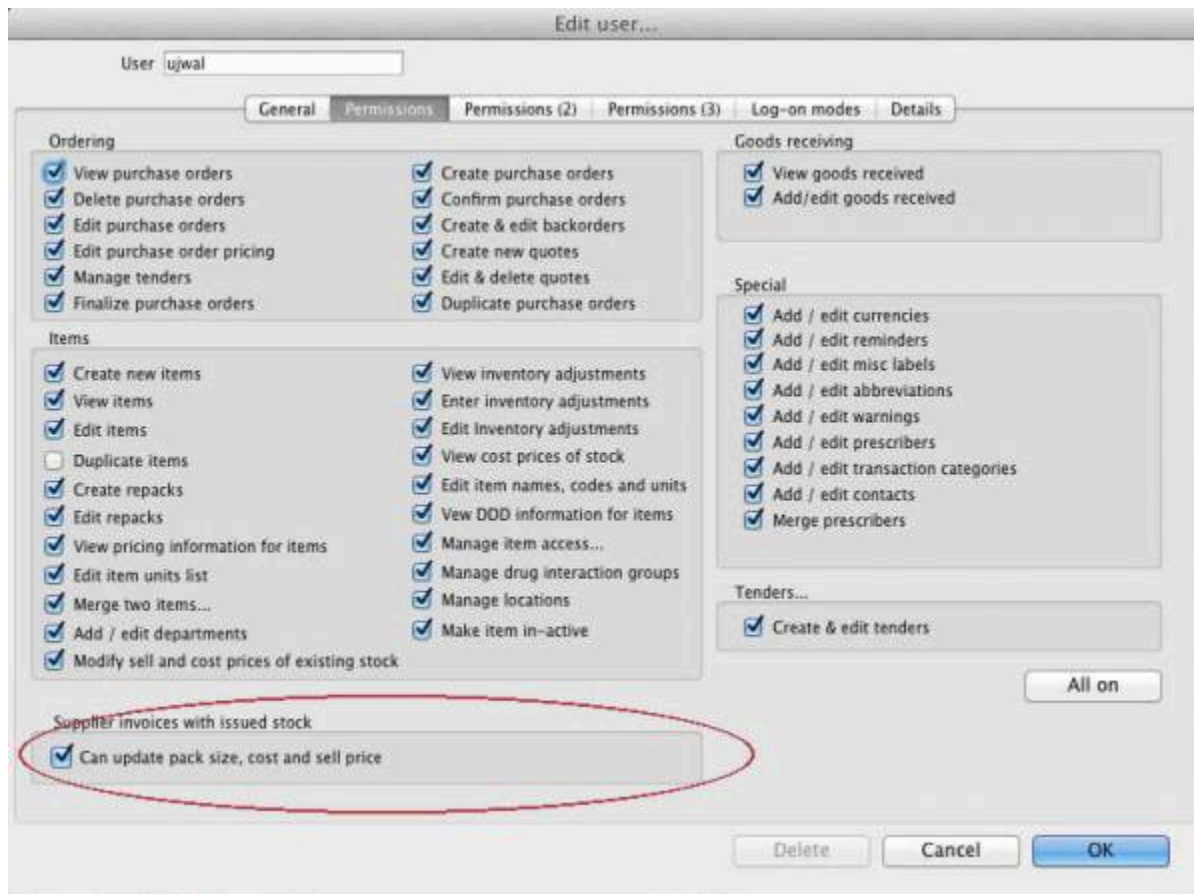 Edit user...
User ujwal
General Permissions Permissions (2) Permissions (3) Log-on modes Details
Ordering
View purchase orders
Delete purchase orders
Edit purchase orders
Edit purchase order pricing
Manage tenders
Finalize purchase orders
Create purchase orders
Confirm purchase orders
Create & edit backorders
Create new quotes
Edit & delete quotes
Duplicate purchase orders
Items
Create new items
View items
Edit items
Duplicate items
Create repacks
Edit repacks
View pricing information for items
Edit item units list
Merge two items...
Add / edit departments
Modify sell and cost prices of existing stock
View inventory adjustments
Enter inventory adjustments
Edit Inventory adjustments
View cost prices of stock
Edit item names, codes and units
Vew DDD information for items
Manage item access...
Manage drug interaction groups
Manage locations
Make item in-active
Supplier invoices with issued stock
Can update pack size, cost and sell price
Goods receiving
View goods received
Add/edit goods received
Special
Add / edit currencies
Add / edit reminders
Add / edit misc labels
Add / edit abbreviations
Add / edit warnings
Add / edit prescribers
Add / edit transaction categories
Add / edit contacts
Merge prescribers
Tenders...
Create & edit tenders
All on
Delete Cancel OK